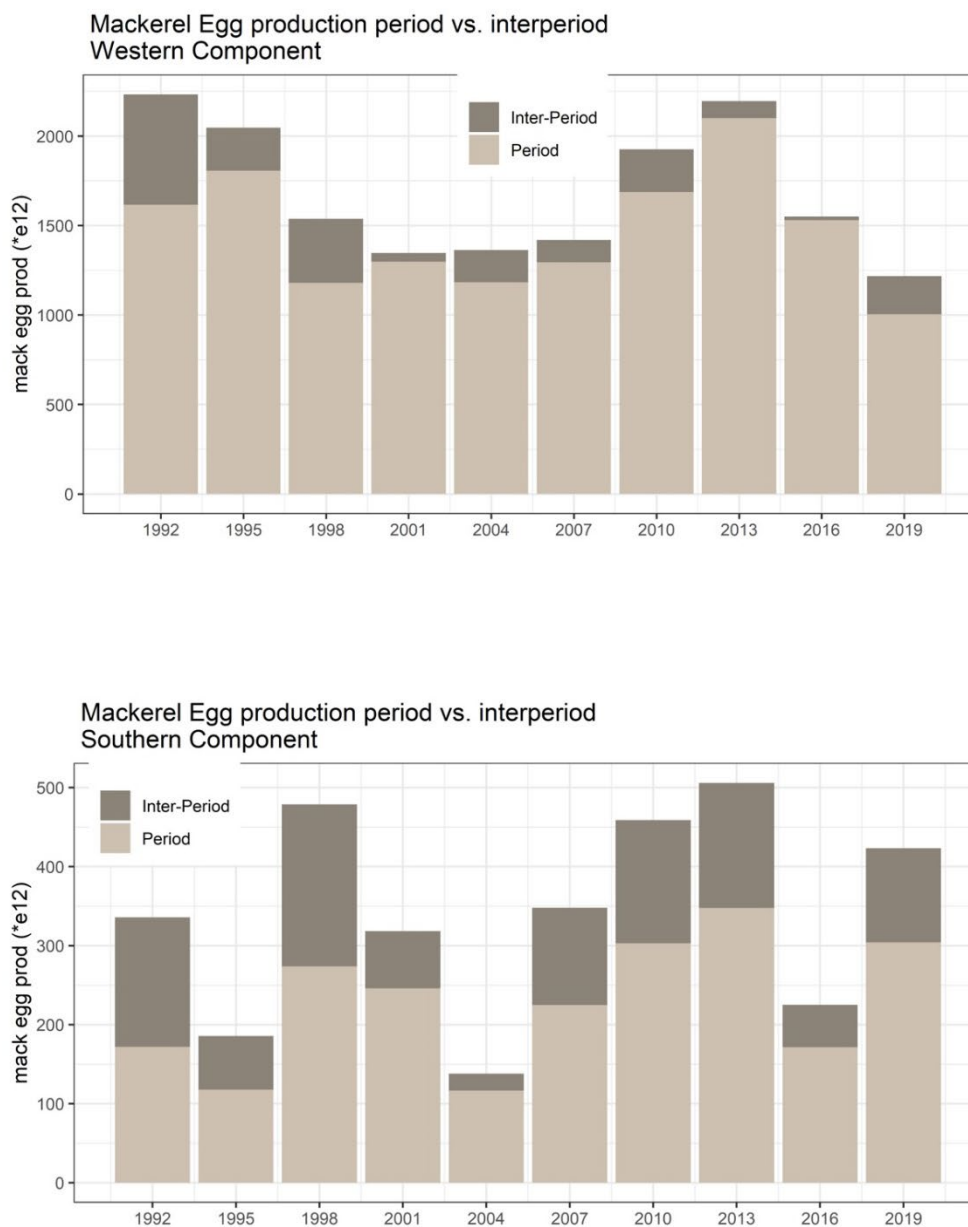 Mackerel Egg production period vs. interperiod
Western Component
mack egg prod (*e12)
2000
1500
1000
500
0
Inter-Period
Period
1992 1995 1998 2001 2004 2007 2010 2013 2016 2019
Mackerel Egg production period vs. interperiod
Southern Component
mack egg prod (*e12)
500
400
300
200
100
0
Inter-Period
Period
1992 1995 1998 2001 2004 2007 2010 2013 2016 2019